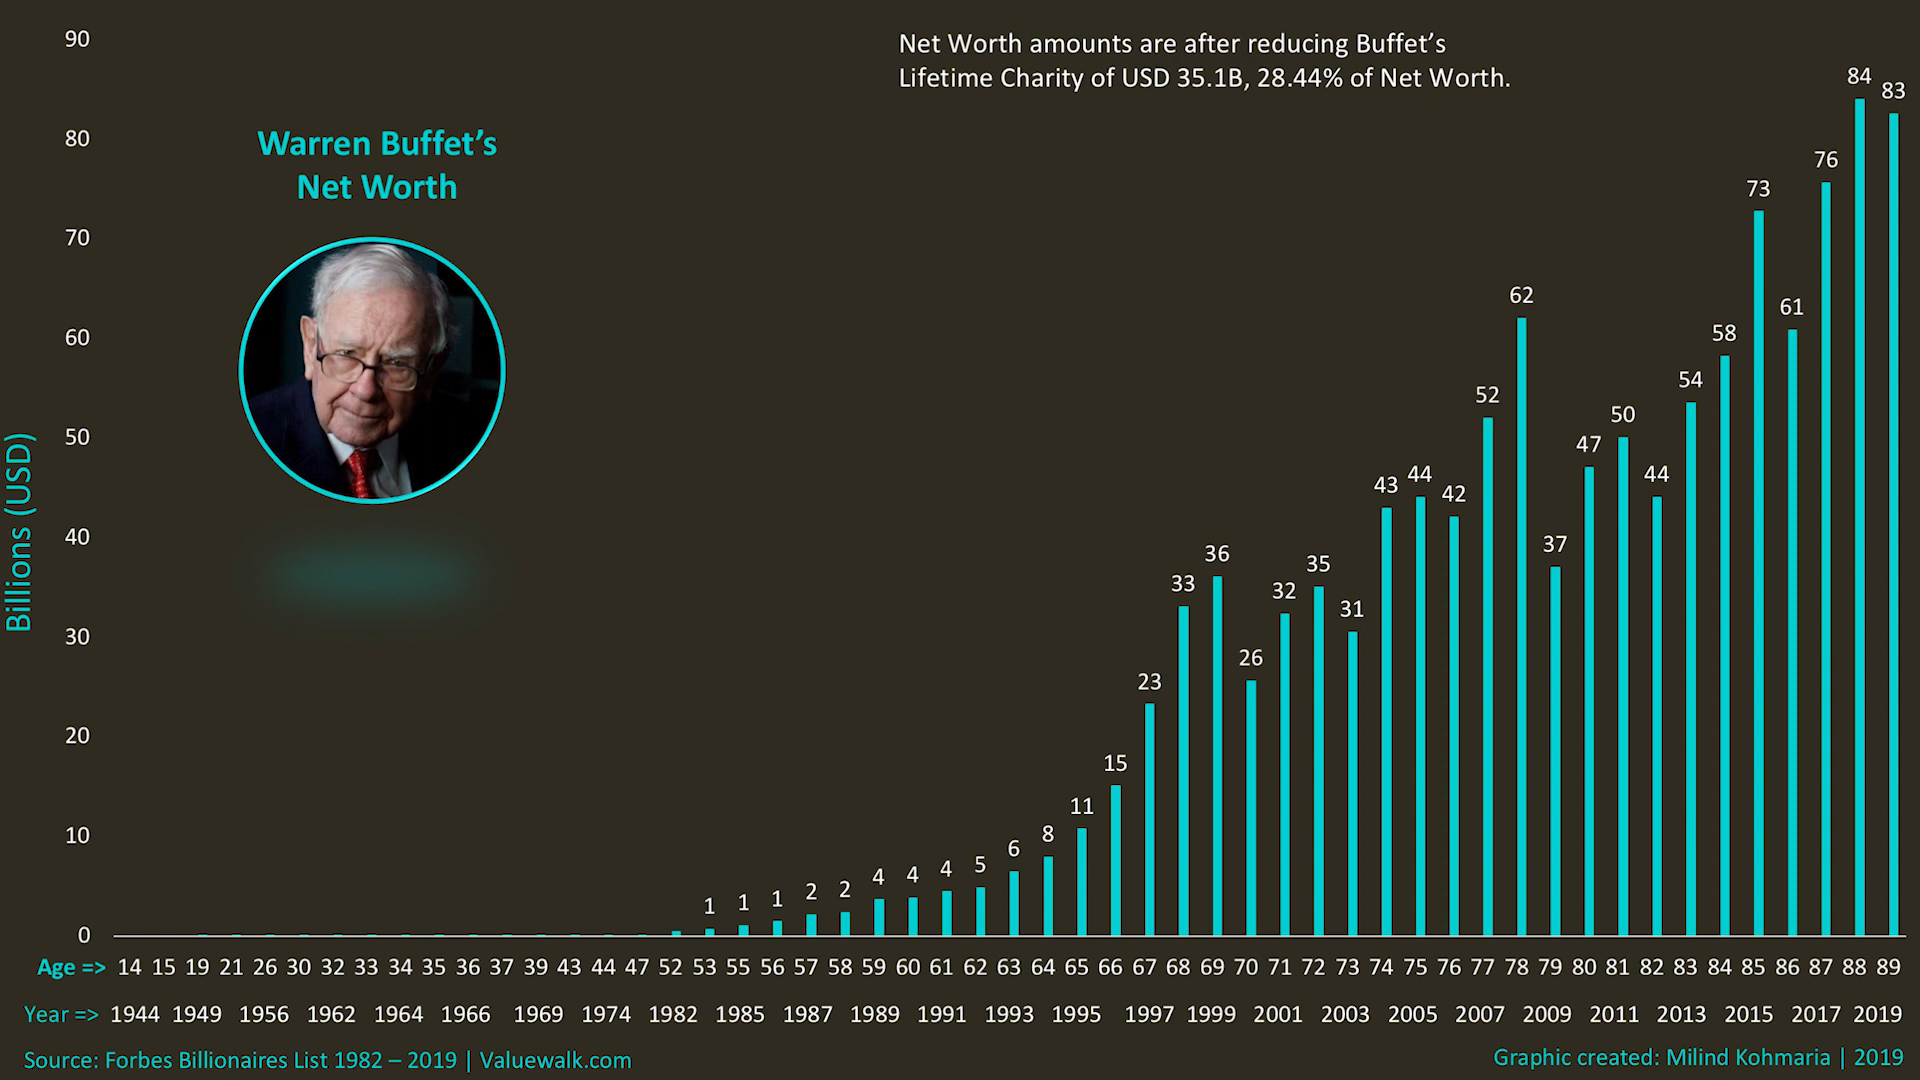 Net Worth amounts are after reducing Buffet’s
Lifetime Charity of USD 35.1B, 28.44% of Net Worth.
Warren Buffet’s
Net Worth
Billions (USD)
90
80
70
60
50
40
30
20
10
0
1 1 1 2 2 4 4 4 5 6 8 11 15 23 33 36 26 32 35 31 43 44 42 52 62 37 47 50 44 54 58 73 61 76 84 83
Age => 14 15 19 21 26 30 32 33 34 35 36 37 39 43 44 47 52 53 55 56 57 58 59 60 61 62 63 64 65 66 67 68 69 70 71 72 73 74 75 76 77 78 79 80 81 82 83 84 85 86 87 88 89
Year => 1944 1949 1956 1962 1964 1966 1969 1974 1982 1985 1987 1989 1991 1993 1995 1997 1999 2001 2003 2005 2007 2009 2011 2013 2015 2017 2019
Source: Forbes Billionaires List 1982 – 2019 | Valuewalk.com
Graphic created: Milind Kohmaria | 2019